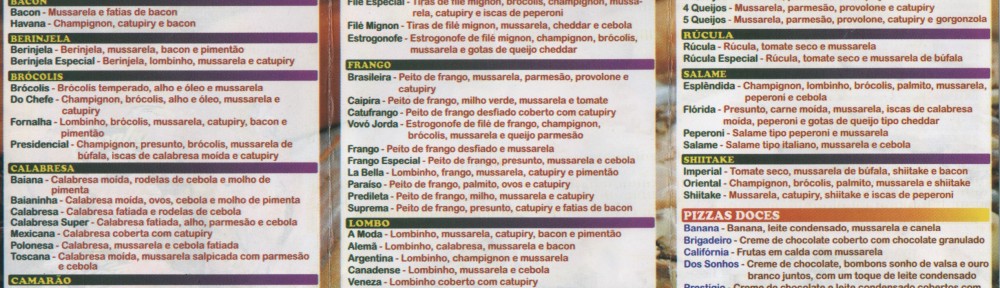 BACON
Bacon - Mussarela e fatias de bacon
Havana - Champignon, catupiry e bacon
BERINJELA
Berinjela - Berinjela, mussarela, bacon e pimentão
Berinjela Especial - Berinjela, lombinho, mussarela e catupiry
BRÓCOLIS
Brócolis - Brócolis temperado, alho e óleo e mussarela
Do Chefe - Champignon, brócolis, alho e óleo, mussarela e
catupiry
Fornalha - Lombinho, brócolis, mussarela, catupiry, bacon e
pimentão
Presidencial - Champignon, presunto, brócolis, mussarela de
búfala, iscas de calabresa moída e catupiry
CALABRESA
Baiana - Calabresa moída, rodelas de cebola e molho de
pimenta
Baianinha - Calabresa moída, ovos, cebola e molho de pimenta
Calabresa - Calabresa fatiada e rodelas de cebola
Calabresa Super - Calabresa fatiada, alho, parmesão e cebola
Mexicana - Calabresa coberta com catupiry
Polonesa - Calabresa, mussarela e cebola fatiada
Toscana - Calabresa moída, mussarela salpicada com parmesão
e cebola
CAMARÃO
Filé Especial - Tiras de filé mignon, brócolis, champignon, mussa-
rela, catupiry e iscas de peperoni
Filé Mignon - Tiras de filé mignon, mussarela, cheddar e cebola
Estrogonofe - Estrogonofe de filé mignon, champignon, brócolis,
mussarela e gotas de queijo cheddar
FRANGO
Brasileira - Peito de frango, mussarela, parmesão, provolone e
catupiry
Caipira - Peito de frango, milho verde, mussarela e tomate
Catufrango - Peito de frango desfiado coberto com catupiry
Vovó Jorda - Estrogonofe de filé de frango, champignon,
brócolis, mussarela e queijo parmesão
Frango - Peito de frango desfiado e mussarela
Frango Especial - Peito de frango, presunto, mussarela e cebola
La Bella - Lombinho, frango, mussarela, catupiry e pimentão
Paraíso - Peito de frango, palmito, ovos e catupiry
Predileta - Peito de frango, milho, mussarela e catupiry
Suprema - Peito de frango, presunto, catupiry e fatias de bacon
LOMBO
A Moda - Lombinho, mussarela, catupiry, bacon e pimentão
Alemã - Lombinho, calabresa, mussarela e bacon
Argentina - Lombinho, champignon e mussarela
Canadense - Lombinho, mussarela e cebola
Veneza - Lombinho coberto com catupiry
4 Queijos - Mussarela, parmesão, provolone e catupiry
5 Queijos - Mussarela, parmesão, provolone, catupiry e gorgonzola
RÚCULA
Rúcula - Rúcula, tomate seco e mussarela
Rúcula Especial - Rúcula, tomate seco e mussarela de búfala
SALAME
Esplêndida - Champignon, lombinho, brócolis, palmito, mussarela,
peperoni e cebola
Flórida - Presunto, carne moída, mussarela, iscas de calabresa
moída, peperoni e gotas de queijo tipo cheddar
Peperoni - Salame tipo peperoni e mussarela
Salame - Salame tipo italiano, mussarela e cebola
SHIITAKE
Imperial - Tomate seco, mussarela de búfala, shiitake e bacon
Oriental - Champignon, brócolis, palmito, mussarela e shiitake
Shiitake - Mussarela, catupiry, shiitake e iscas de peperoni
PIZZAS DOCES
Banana - Banana, leite condensado, mussarela e canela
Brigadeiro - Creme de chocolate coberto com chocolate granulado
Califórnia - Frutas em calda com mussarela
Dos Sonhos - Creme de chocolate, bombons sonho de valsa e ouro
branco juntos, com um toque de leite condensado
Prestígio - Creme de chocolate e leite condensado cobertos com